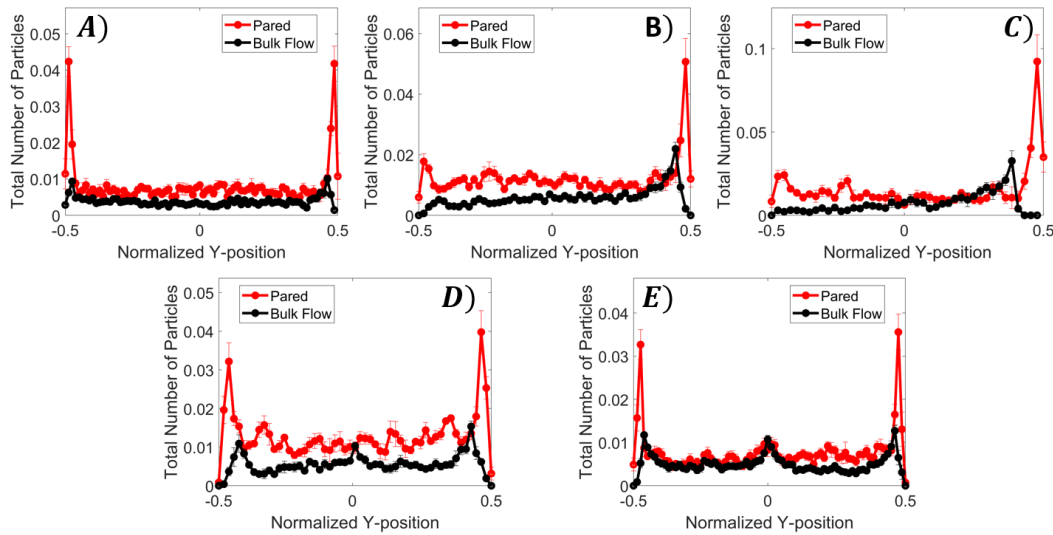 A)
Pared
Bulk Flow
Total Number of Particles
0.05
0.04
0.03
0.02
0.01
0
-0.5
0
0.5
Normalized Y-position
B)
Pared
Bulk Flow
Total Number of Particles
0.06
0.04
0.02
0
-0.5
0
0.5
Normalized Y-position
C)
Pared
Bulk Flow
Total Number of Particles
0.1
0.05
0
-0.5
0
0.5
Normalized Y-position
D)
Pared
Bulk Flow
Total Number of Particles
0.05
0.04
0.03
0.02
0.01
0
-0.5
0
0.5
Normalized Y-position
E)
Pared
Bulk Flow
Total Number of Particles
0.04
0.03
0.02
0.01
0
-0.5
0
0.5
Normalized Y-position